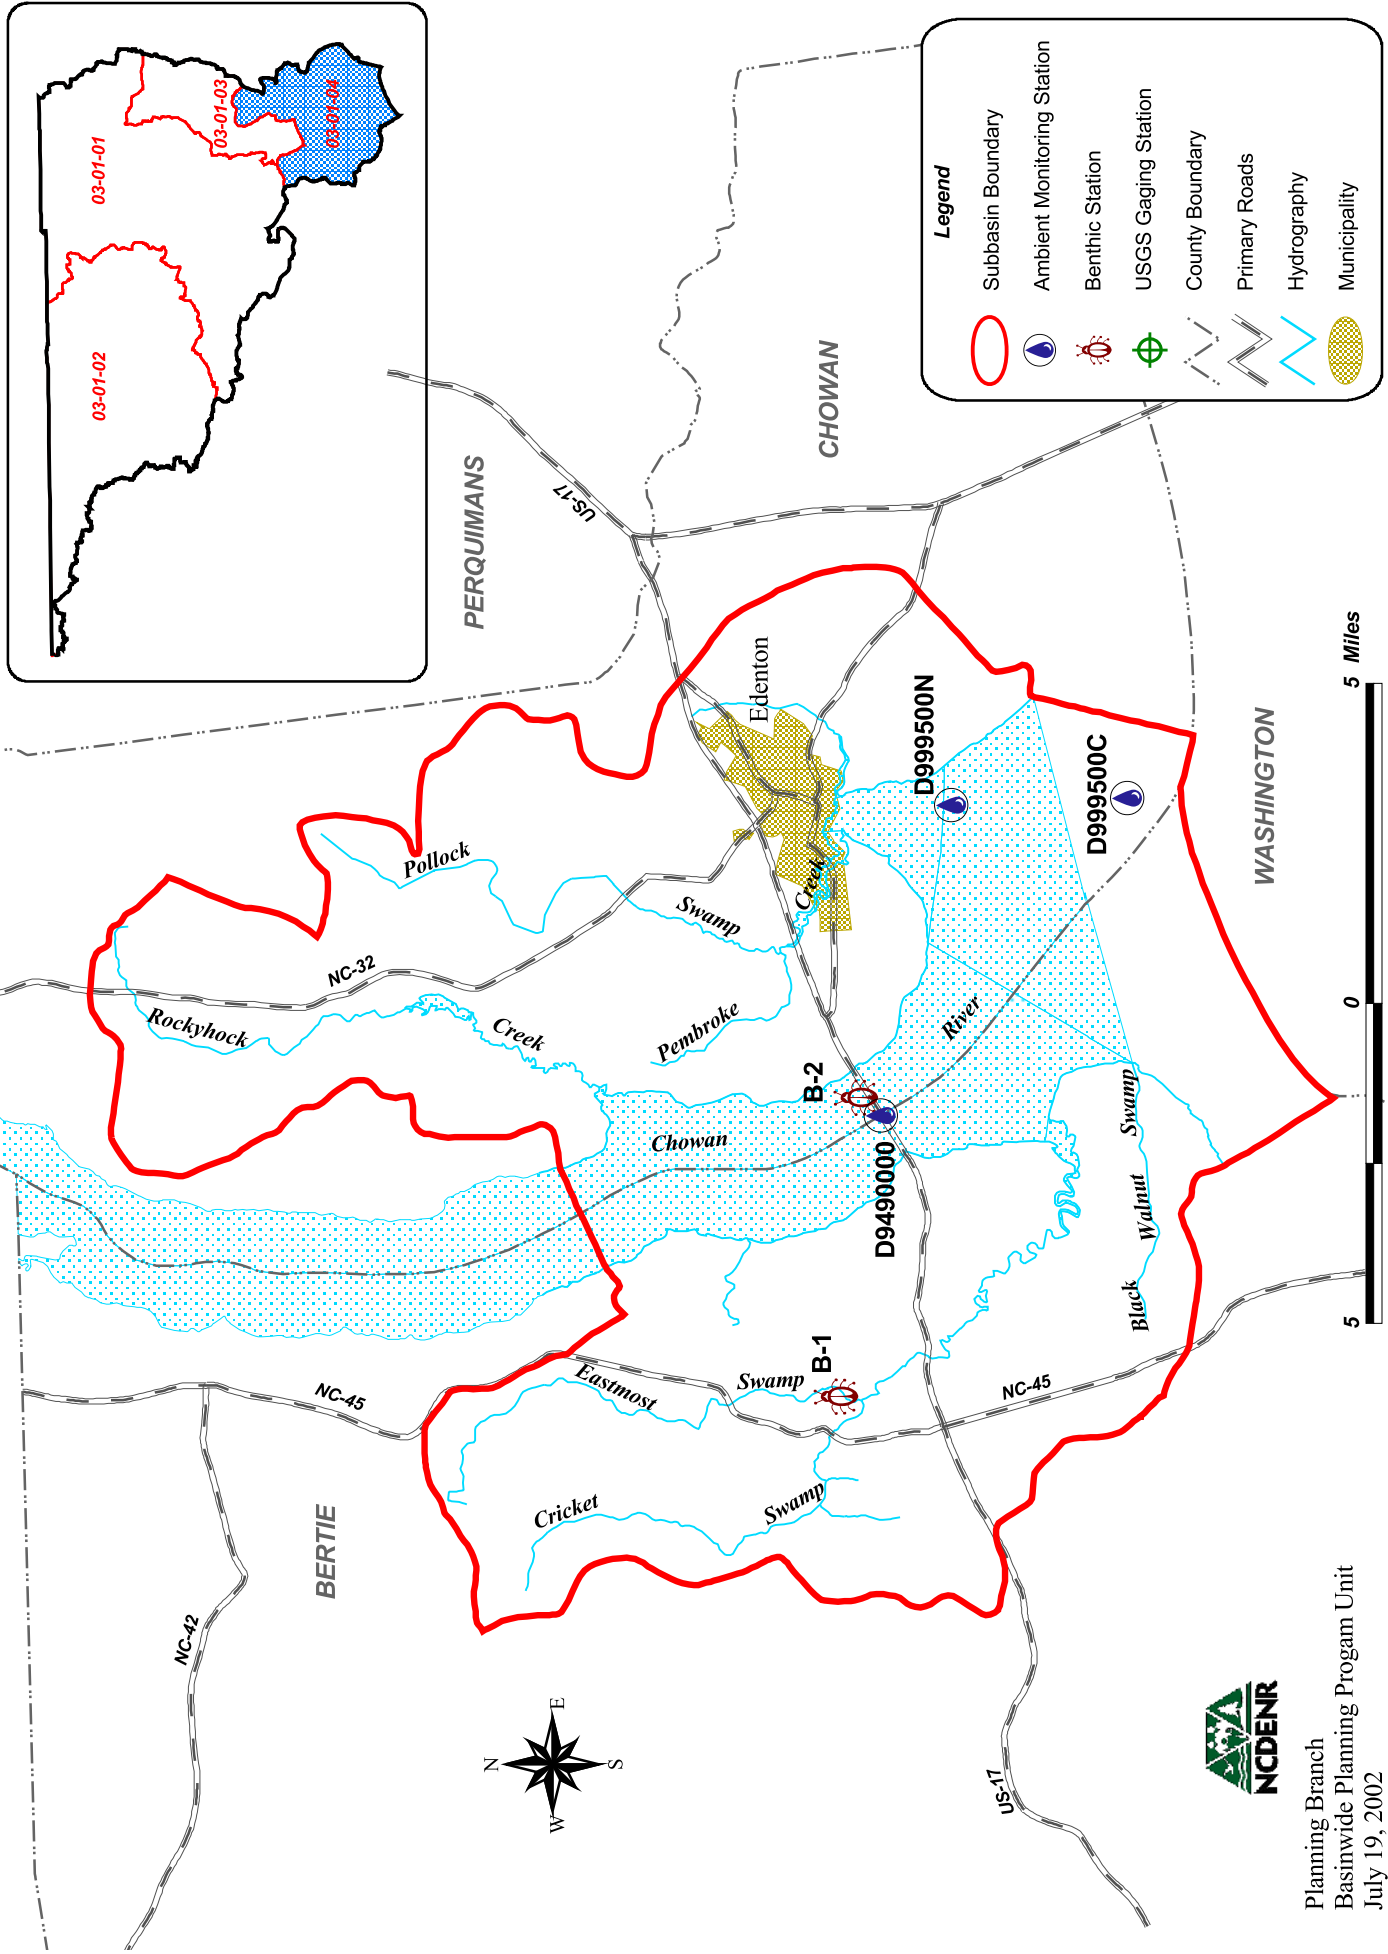 03-01-01
03-01-02
03-01-03
03-01-04
Legend
Subbasin Boundary
Ambient Monitoring Station
Benthic Station
USGS Gaging Station
County Boundary
Primary Roads
Hydrography
Municipality
PERQUIMANS
CHOWAN
WASHINGTON
BERTIE
US-17
Edenton
D999500N
D999500C
Pollock
Swamp
Creek
NC-32
Rockyhock
Creek
Pembroke
River
B-2
Chowan
D9490000
Swamp
Walnut
Black
B-1
Swamp
Eastmost
NC-45
NC-45
Cricket
Swamp
NC-42
US-17
N
E
S
W
5
0
5
Miles
NCDENR
Planning Branch
Basinwide Planning Progam Unit
July 19, 2002